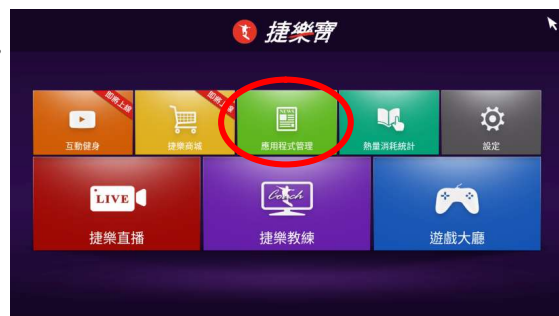 捷樂寶
即將上線
即將上線
NEWS
互動健身
捷樂商城
應用程式管理
熱量消耗統計
設定
LIVE
Coach
捷樂直播
捷樂教練
遊戲大廳